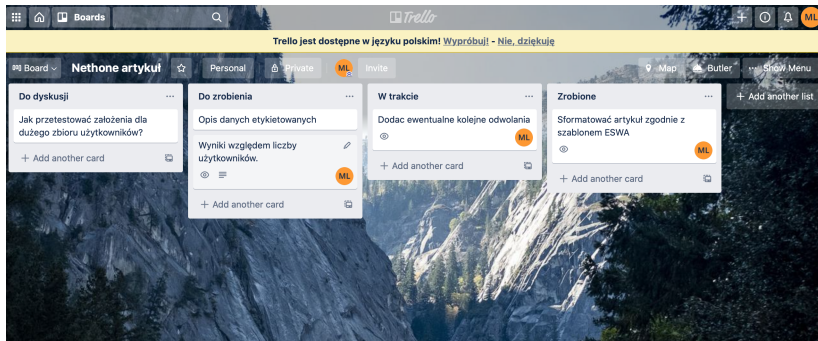 Boards
Trello
ML
Trello jest dostępne w języku polskim! Wypróbuj! - Nie, dziękuję
Board
Nethone artykuł
Personal
Private
ML
Invite
Map
Butler
... Show Menu
Do dyskusji
Jak przetestować założenia dla
dużego zbioru użytkowników?
+ Add another card
Do zrobienia
Opis danych etykietowanych
Wyniki względem liczby
użytkowników.
ML
+ Add another card
W trakcie
Dodac ewentualne kolejne odwolania
ML
+ Add another card
Zrobione
Sformatować artykuł zgodnie z
szablonem ESWA
ML
+ Add another card
+ Add another list